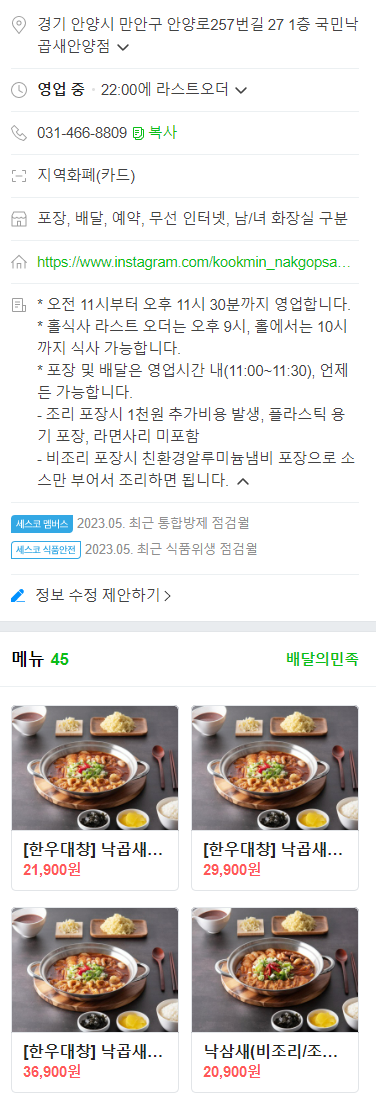 경기 안양시 만안구 안양로257번길 27 1층 국민낙
곱새안양점
영업 중 · 22:00에 라스트오더
031-466-8809 복사
지역화폐(카드)
포장, 배달, 예약, 무선 인터넷, 남/녀 화장실 구분
https://www.instagram.com/kookmin_nakgopsa...
* 오전 11시부터 오후 11시 30분까지 영업합니다.
* 홀식사 라스트 오더는 오후 9시, 홀에서는 10시
까지 식사 가능합니다.
* 포장 및 배달은 영업시간 내(11:00~11:30), 언제
든 가능합니다.
- 조리 포장시 1천원 추가비용 발생, 플라스틱 용
기 포장, 라면사리 미포함
- 비조리 포장시 친환경알루미늄냄비 포장으로 소
스만 부어서 조리하면 됩니다.
세스코 멤버스 2023.05. 최근 통합방제 점검월
세스코 식품안전 2023.05. 최근 식품위생 점검월
정보 수정 제안하기
메뉴 45 배달의민족
[한우대창] 낙곱새... [한우대창] 낙곱새...
21,900원 29,900원
[한우대창] 낙곱새... 낙삼새(비조리/조...
36,900원 20,900원